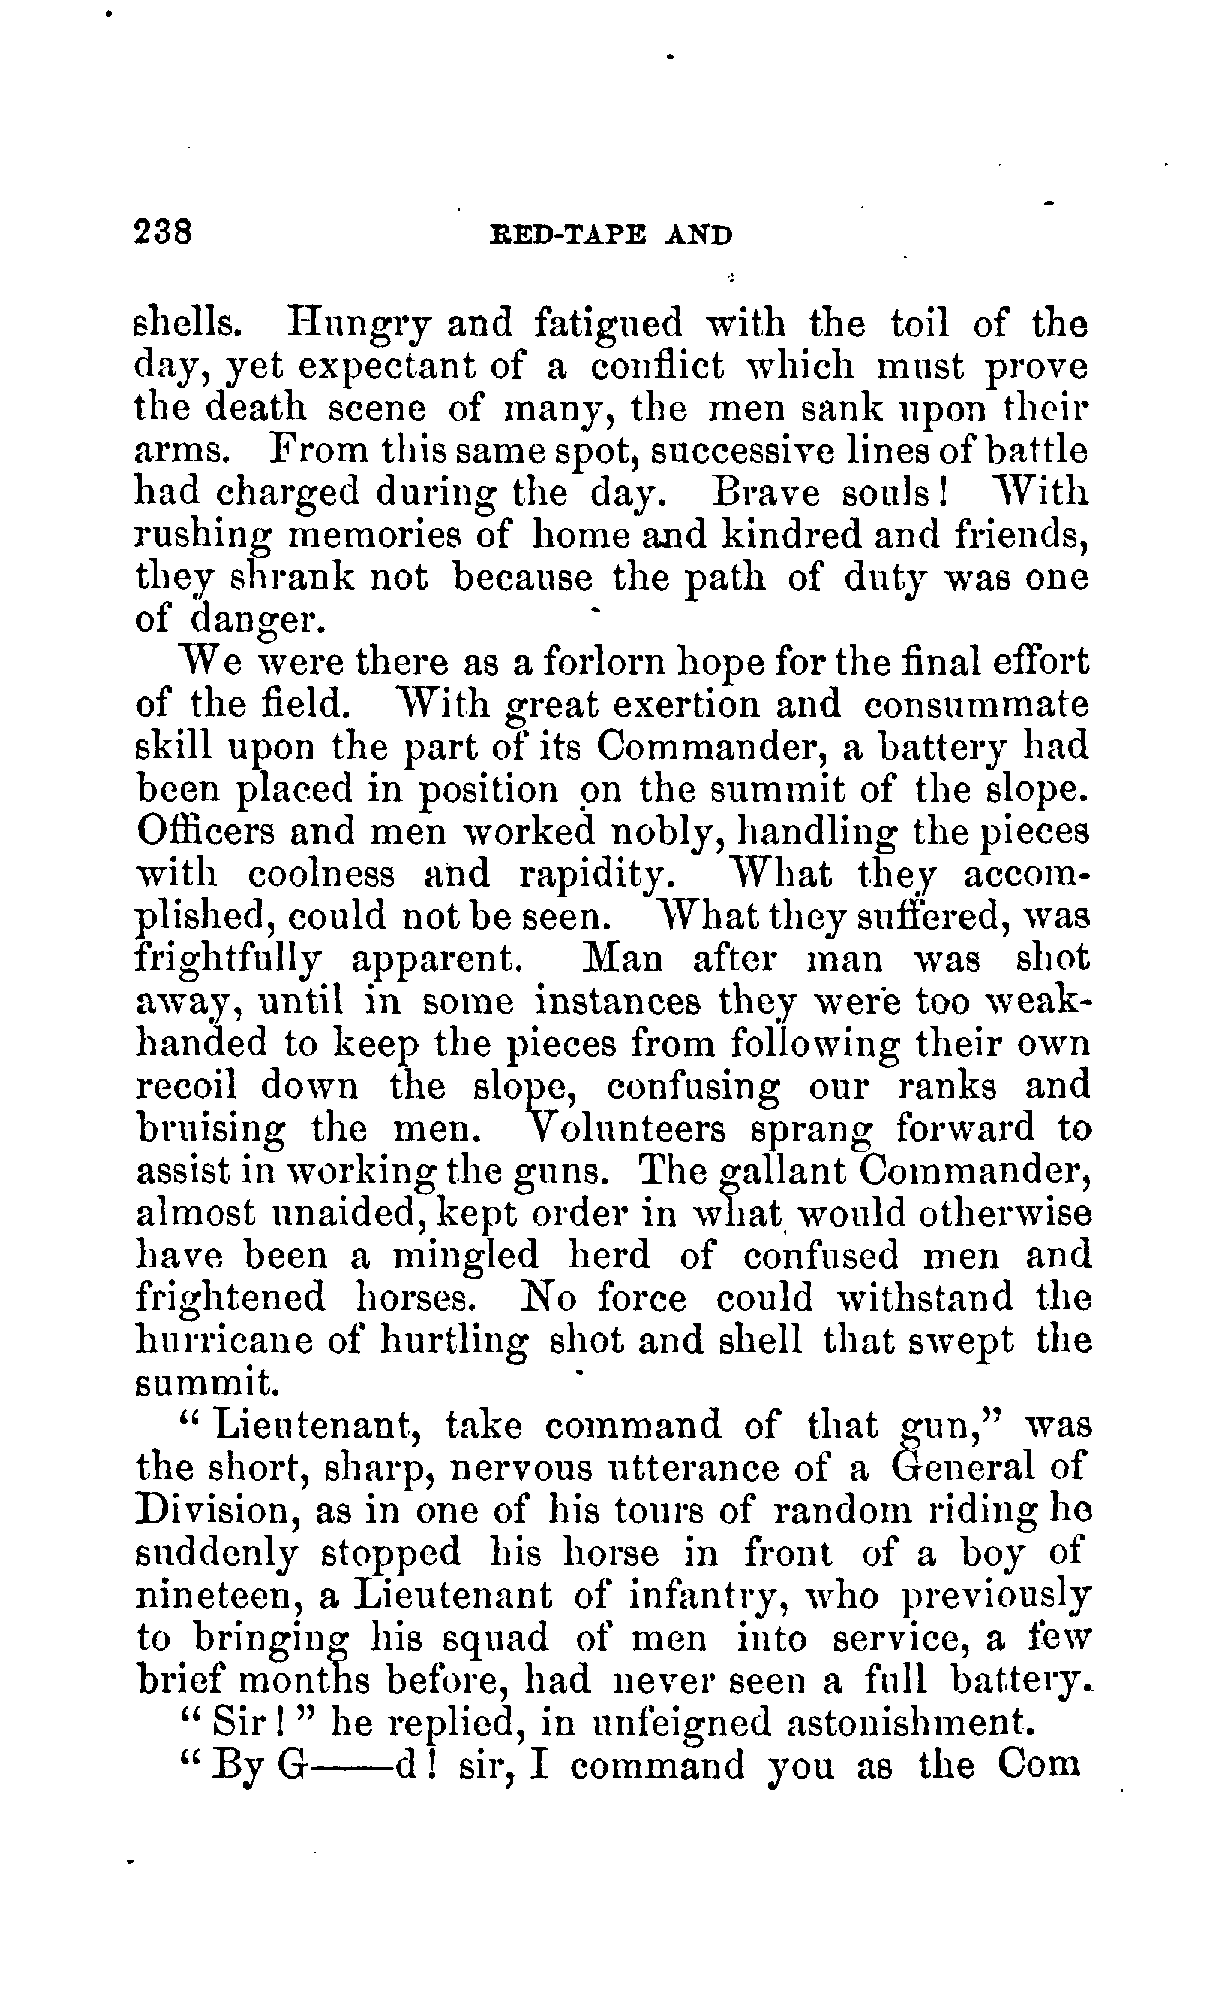 238 RED-TAPE AND
shells. Hungry and fatigued with the toil of the
day, yet expectant of a conflict which must prove
the death scene of many, the men sank upon their
arms. From this same spot, successive lines of battle
had charged during the day. Brave souls! With
rushing memories of home and kindred and friends,
they shrank not because the path of duty was one
of danger.
We were there as a forlorn hope for the final effort
of the field. With great exertion and consummate
skill upon the part of its Commander, a battery had
been placed in position on the summit of the slope.
Officers and men worked nobly, handling the pieces
with coolness and rapidity. What they accom-
plished, could not be seen. What they suffered, was
frightfully apparent. Man after man was shot
away, until in some instances they were too weak-
handed to keep the pieces from following their own
recoil down the slope, confusing our ranks and
bruising the men. Volunteers sprang forward to
assist in working the guns. The gallant Commander,
almost unaided, kept order in what would otherwise
have been a mingled herd of confused men and
frightened horses. No force could withstand the
hurricane of hurtling shot and shell that swept the
summit.
" Lieutenant, take command of that gun," was
the short, sharp, nervous utterance of a General of
Division, as in one of his tours of random riding he
suddenly stopped his horse in front of a boy of
nineteen, a Lieutenant of infantry, who previously
to bringing his squad of men into service, a few
brief months before, had never seen a full battery.
" Sir! " he replied, in unfeigned astonishment.
" By G——d! sir, I command you as the Com